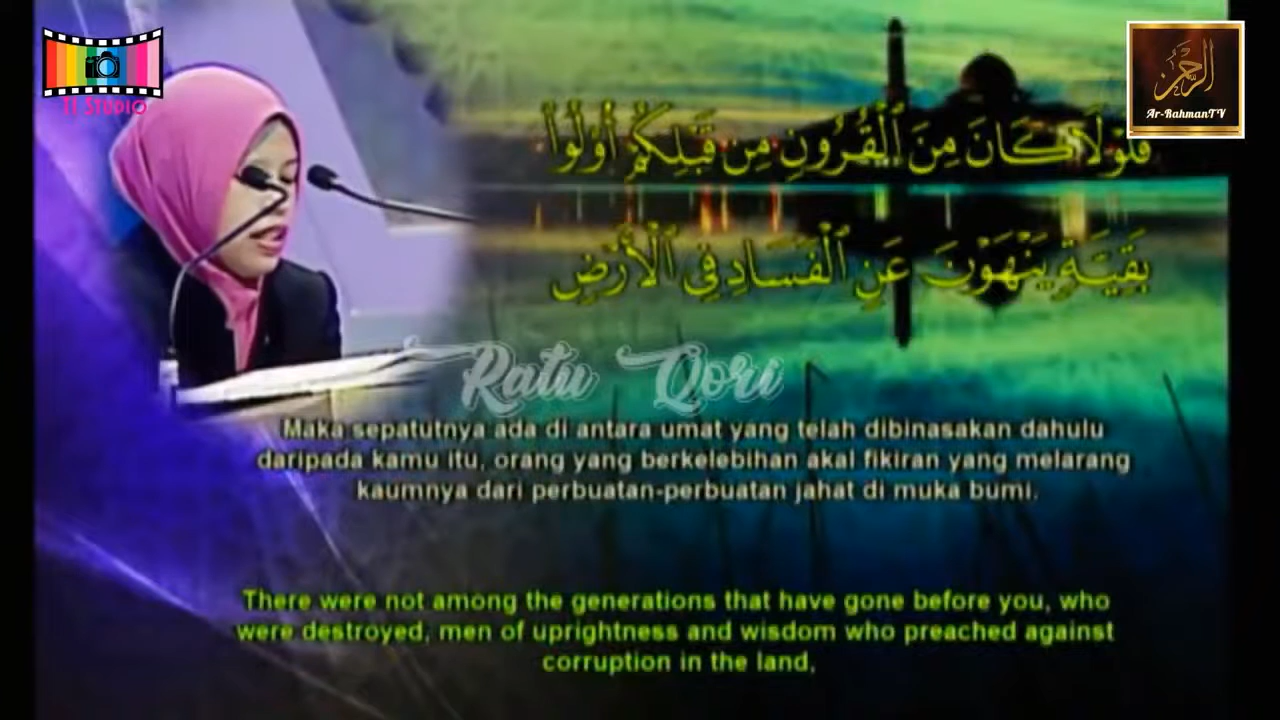 TI STUDIO
الرحمن
Ar-RahmanTV
فَلَوْلَا كَانَ مِنَ ٱلْقُرُونِ مِن قَبْلِكُمْ أُو۟لُوا۟
بَقِيَّةٍ يَنْهَوْنَ عَنِ ٱلْفَسَادِ فِى ٱلْأَرْضِ
Ratu Qori
Maka sepatutnya ada di antara umat yang telah dibinasakan dahulu
daripada kamu itu, orang yang berkelebihan akal fikiran yang melarang
kaumnya dari perbuatan-perbuatan jahat di muka bumi.
There were not among the generations that have gone before you, who
were destroyed, men of uprightness and wisdom who preached against
corruption in the land,